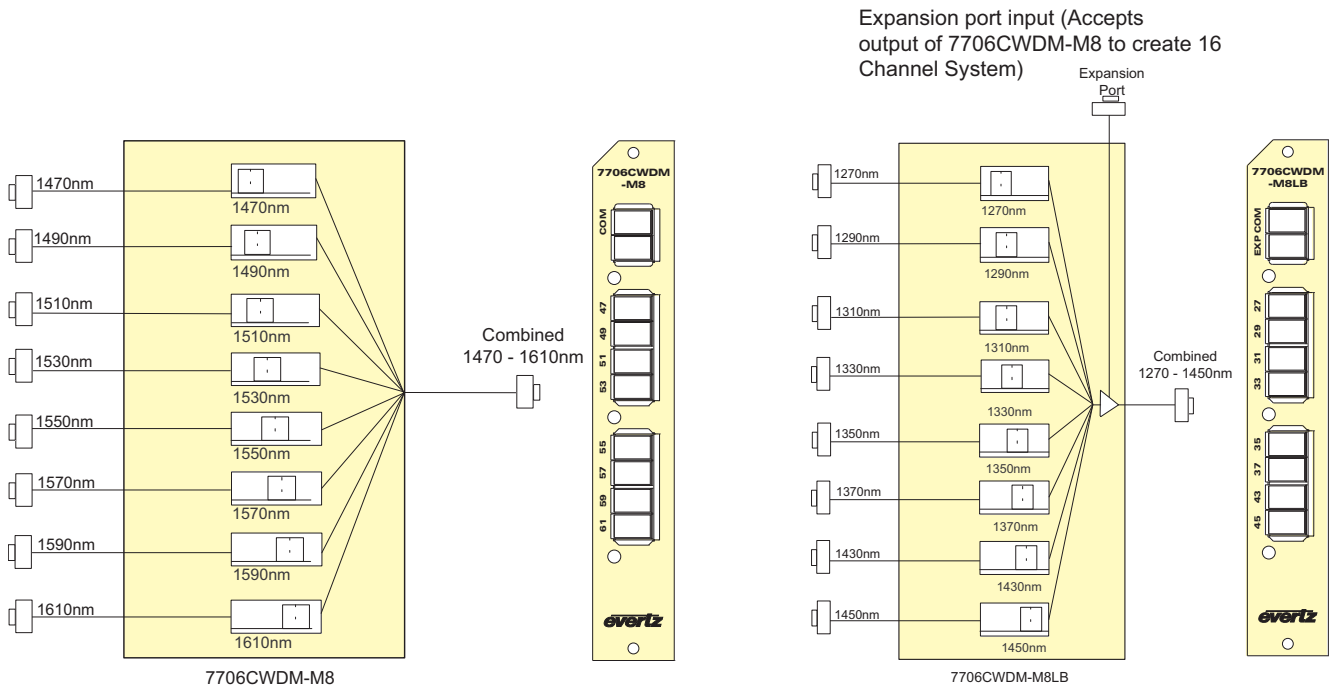 Expansion port input (Accepts
output of 7706CWDM-M8 to create 16
Channel System)
Expansion
Port
1470nm
1470nm
1490nm
1490nm
1510nm
1510nm
1530nm
1530nm
1550nm
1550nm
1570nm
1570nm
1590nm
1590nm
1610nm
1610nm
Combined
1470 - 1610nm
7706CWDM-M8
7706CWDM
-M8
COM
47
49
51
53
55
57
59
61
evertz
1270nm
1270nm
1290nm
1290nm
1310nm
1310nm
1330nm
1330nm
1350nm
1350nm
1370nm
1370nm
1430nm
1430nm
1450nm
1450nm
Combined
1270 - 1450nm
7706CWDM-M8LB
7706CWDM
-M8LB
EXP COM
27
29
31
33
35
37
43
45
evertz